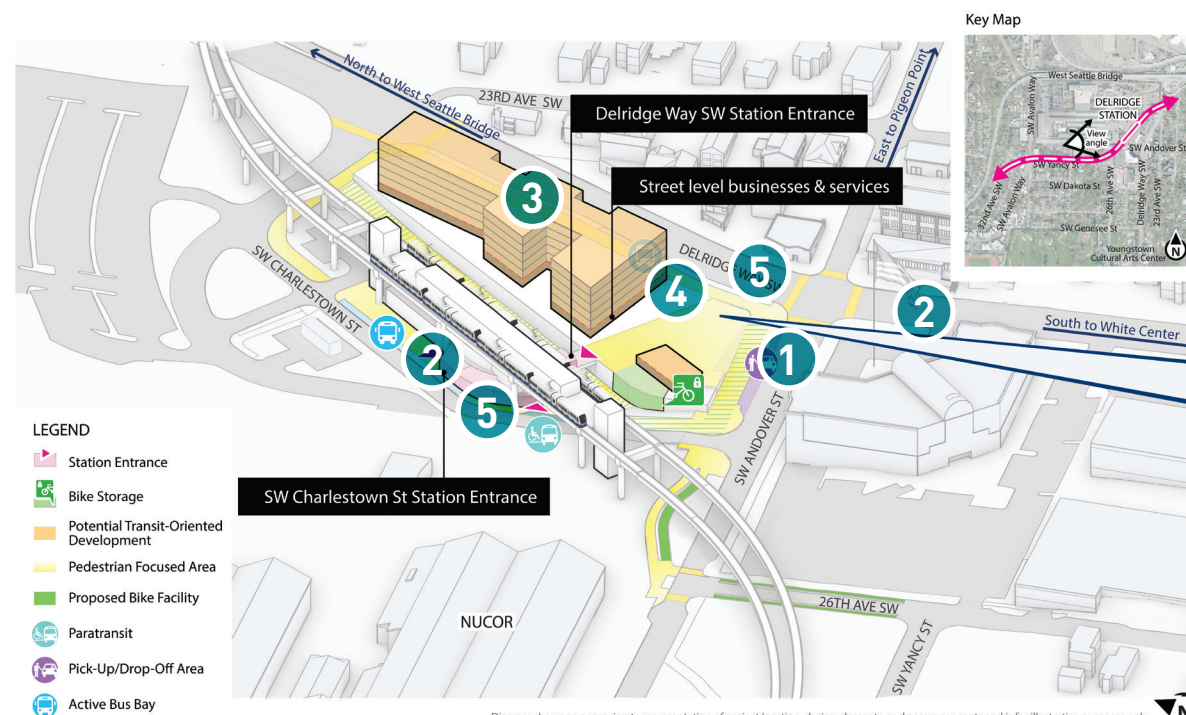 Key Map
West Seattle Bridge
SW Avalon Way
DELRIDGE
STATION
View
angle
SW Andover St
SW Yancy St
SW Dakota St
26th Ave SW
Delridge Way SW
23rd Ave SW
32nd Ave SW
SW Avalon Way
SW Genesee St
Youngstown
Cultural Arts Center
N
North to West Seattle Bridge
23RD AVE SW
East to Pigeon Point
Delridge Way SW Station Entrance
Street level businesses & services
3
DELRIDGE WAY SW
5
4
2
South to White Center
SW CHARLESTOWN ST
2
1
5
SW ANDOVER ST
SW Charlestown St Station Entrance
NUCOR
26TH AVE SW
SW YANCY ST
LEGEND
Station Entrance
Bike Storage
Potential Transit-Oriented
Development
Pedestrian Focused Area
Proposed Bike Facility
Paratransit
Pick-Up/Drop-Off Area
Active Bus Bay
N